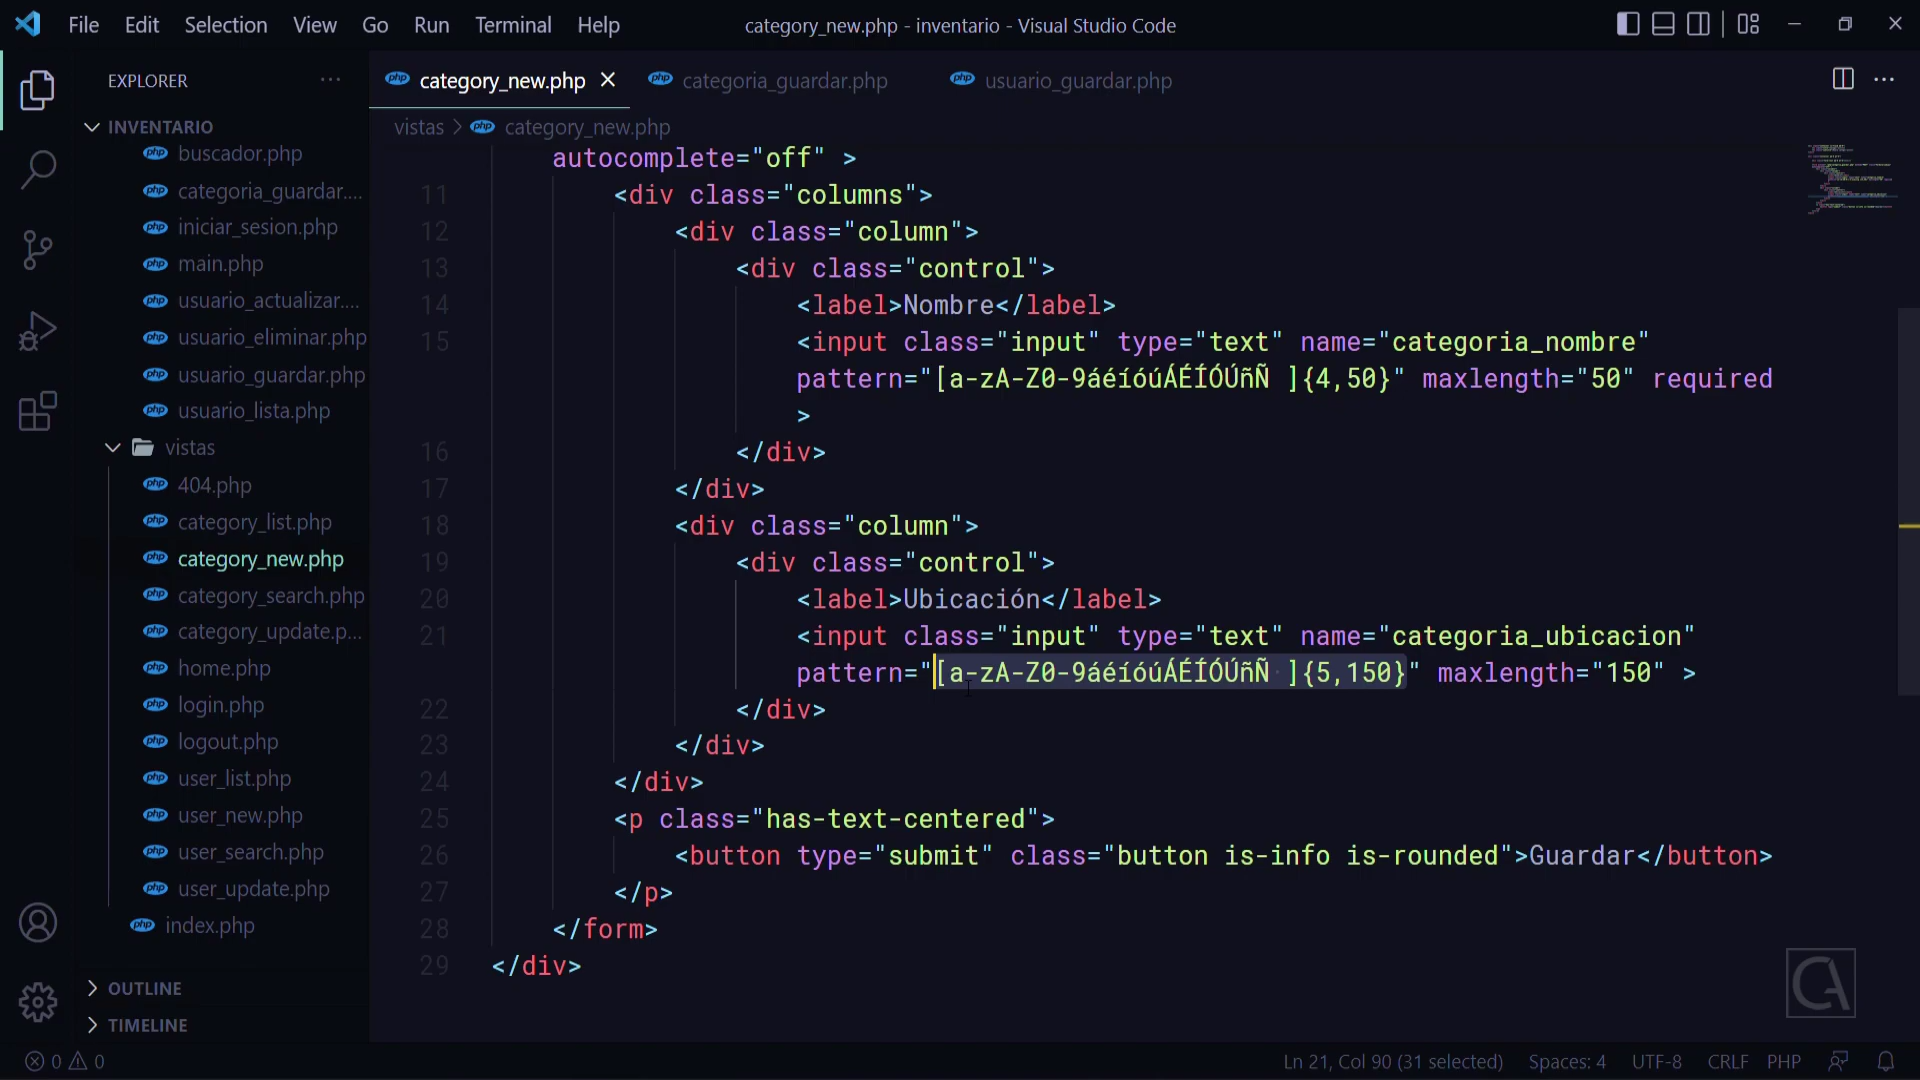 File Edit Selection View Go Run Terminal Help
category_new.php - inventario - Visual Studio Code
EXPLORER
INVENTARIO
buscador.php
categoria_guardar....
iniciar_sesion.php
main.php
usuario_actualizar....
usuario_eliminar.php
usuario_guardar.php
usuario_lista.php
vistas
404.php
category_list.php
category_new.php
category_search.php
category_update.p...
home.php
login.php
logout.php
user_list.php
user_new.php
user_search.php
user_update.php
index.php
OUTLINE
TIMELINE
category_new.php categoria_guardar.php usuario_guardar.php
vistas > category_new.php
autocomplete="off" >
11 <div class="columns">
12 <div class="column">
13 <div class="control">
14 <label>Nombre</label>
15 <input class="input" type="text" name="categoria_nombre"
pattern="[a-zA-Z0-9áéíóúÁÉÍÓÚñÑ ]{4,50}" maxlength="50" required
>
16 </div>
17 </div>
18 <div class="column">
19 <div class="control">
20 <label>Ubicación</label>
21 <input class="input" type="text" name="categoria_ubicacion"
pattern="[a-zA-Z0-9áéíóúÁÉÍÓÚñÑ ]{5,150}" maxlength="150" >
22 </div>
23 </div>
24 </div>
25 <p class="has-text-centered">
26 <button type="submit" class="button is-info is-rounded">Guardar</button>
27 </p>
28 </form>
29 </div>
CA
0 0
Ln 21, Col 90 (31 selected) Spaces: 4 UTF-8 CRLF PHP